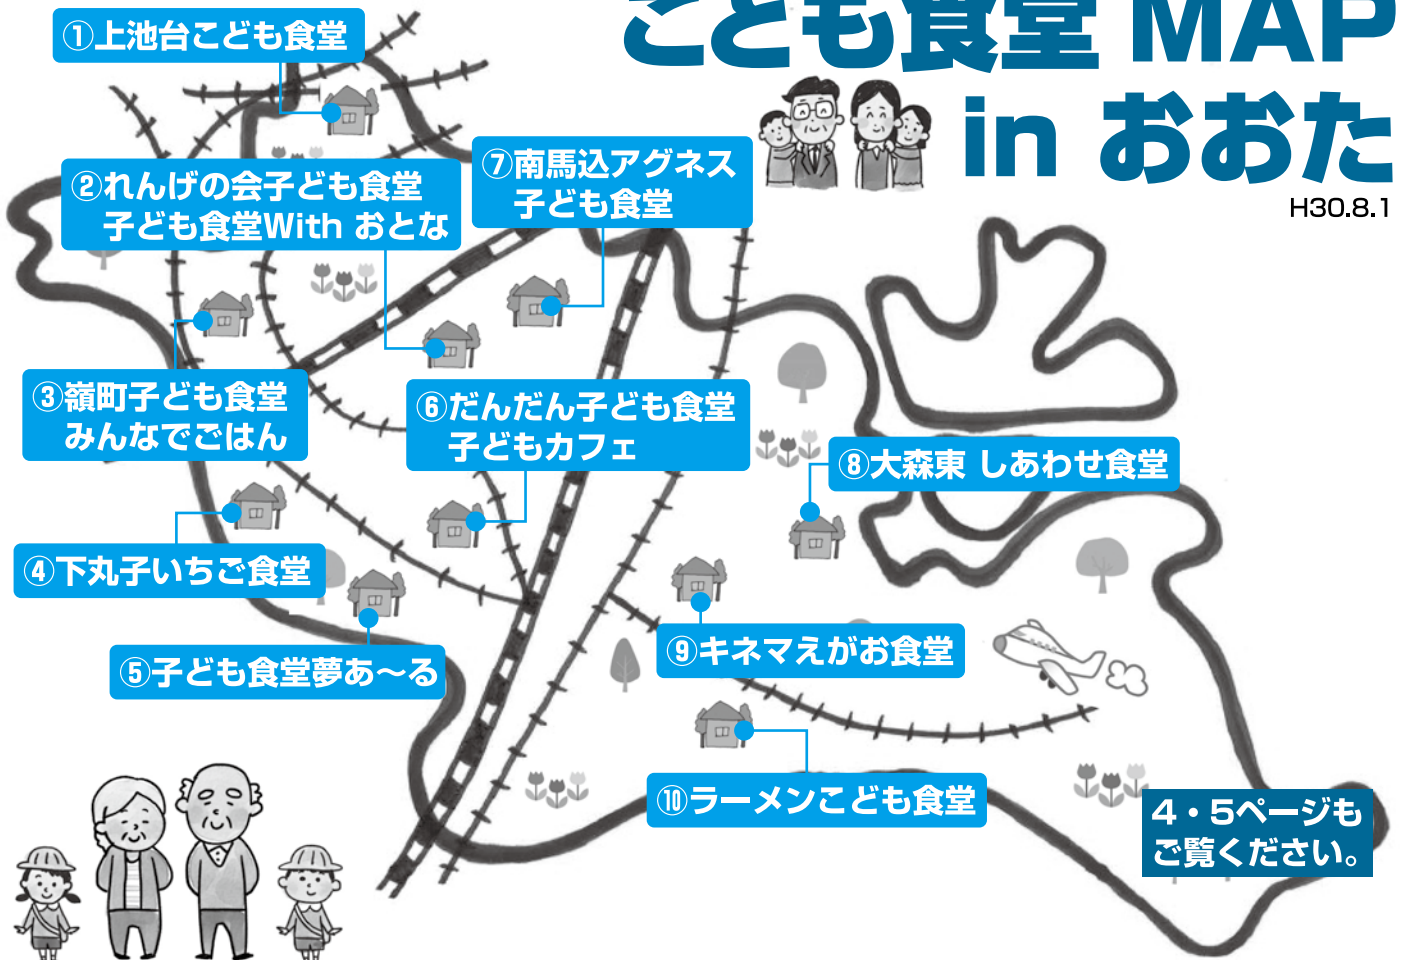 こども食堂 MAP
in おおた
H30.8.1
①上池台こども食堂
②れんげの会子ども食堂
子ども食堂With おとな
⑦南馬込アグネス
子ども食堂
③嶺町子ども食堂
みんなでごはん
⑥だんだん子ども食堂
子どもカフェ
⑧大森東 しあわせ食堂
④下丸子いちご食堂
⑤子ども食堂夢あ～る
⑨キネマえがお食堂
⑩ラーメンこども食堂
4・5ページも
ご覧ください。